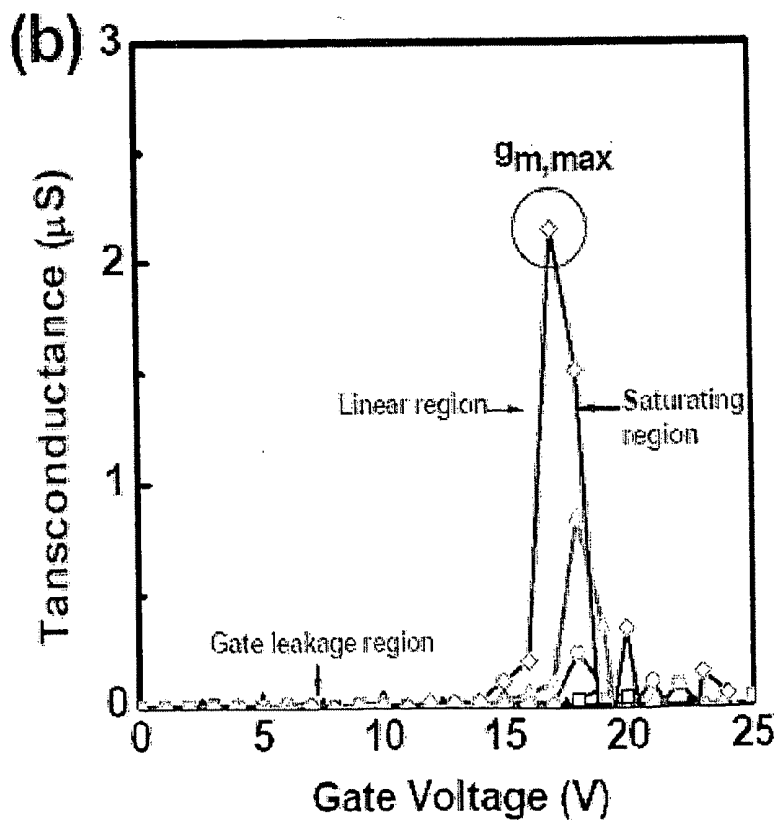 (b)
3
2
1
0
Tansconductance (μS)
gm,max
Linear region
Saturating
region
Gate leakage region
0 5 10 15 20 25
Gate Voltage (V)